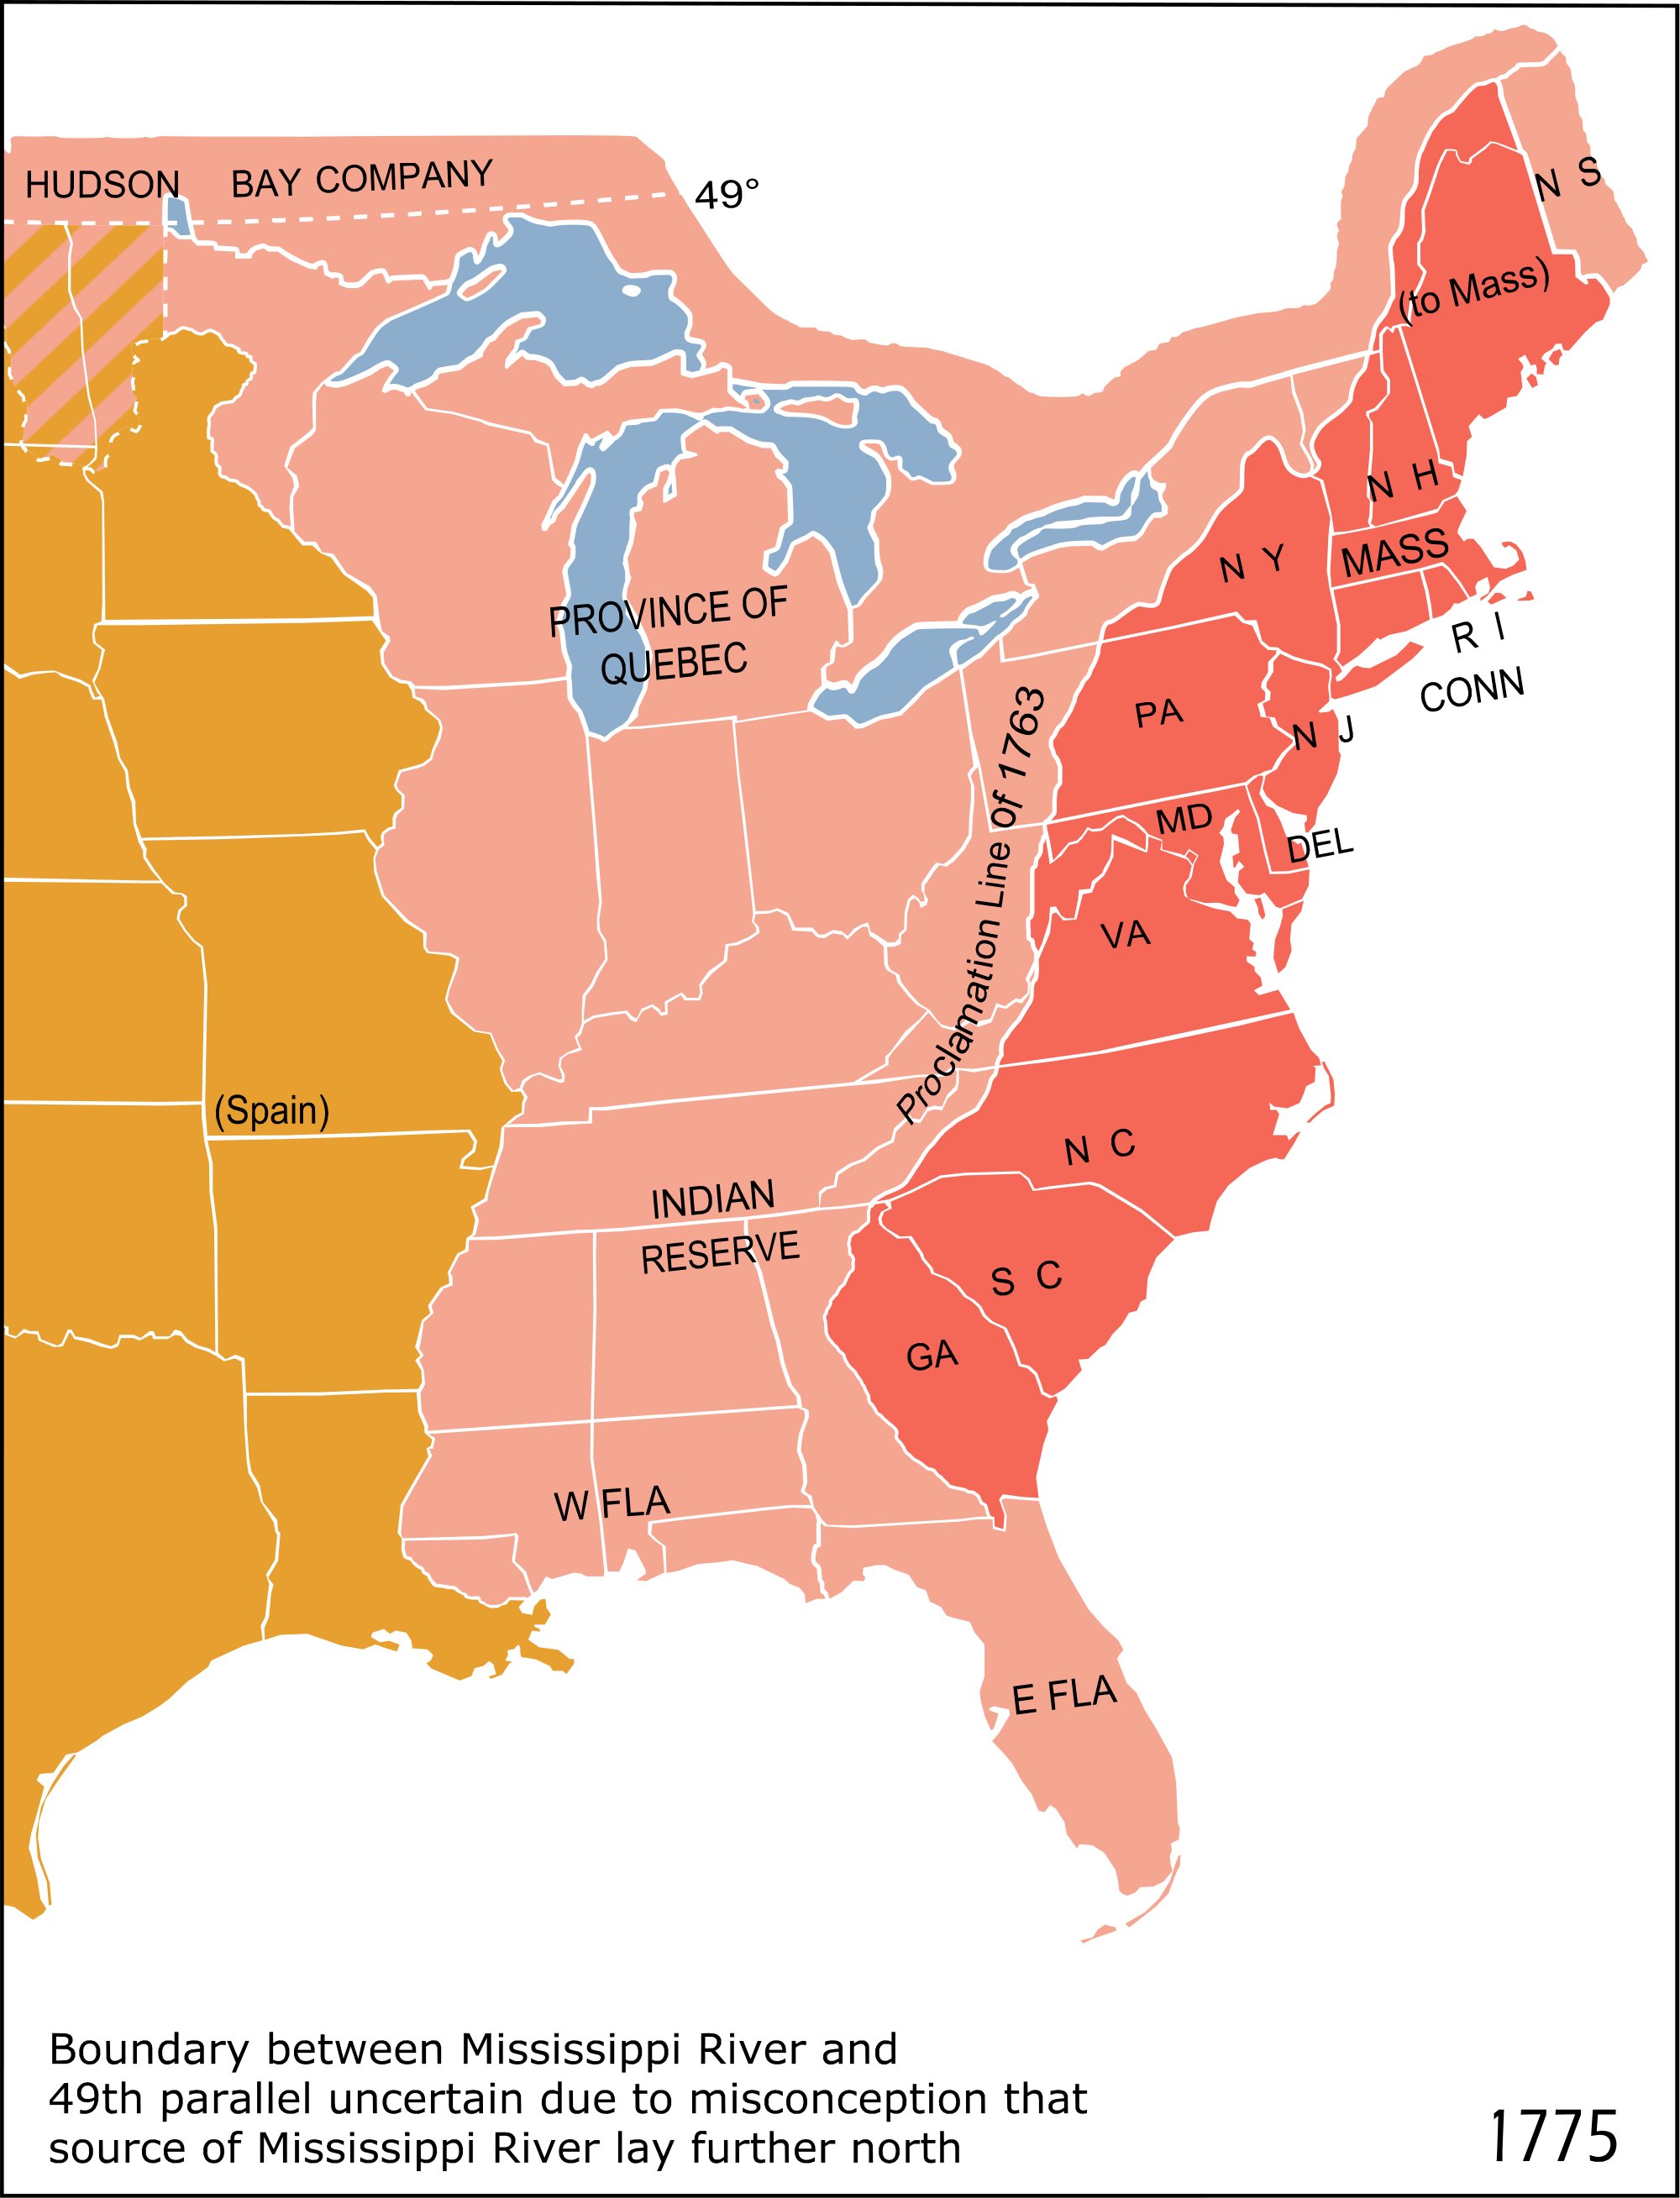 HUDSON BAY COMPANY
49°
N S
(to Mass)
N H
N Y
MASS
PROVINCE OF
QUEBEC
R I
CONN
PA
N J
Proclamation Line of 1763
MD
DEL
VA
(Spain)
N C
INDIAN
RESERVE
S C
GA
W FLA
E FLA
Boundary between Mississippi River and
49th parallel uncertain due to misconception that
source of Mississippi River lay further north
1775